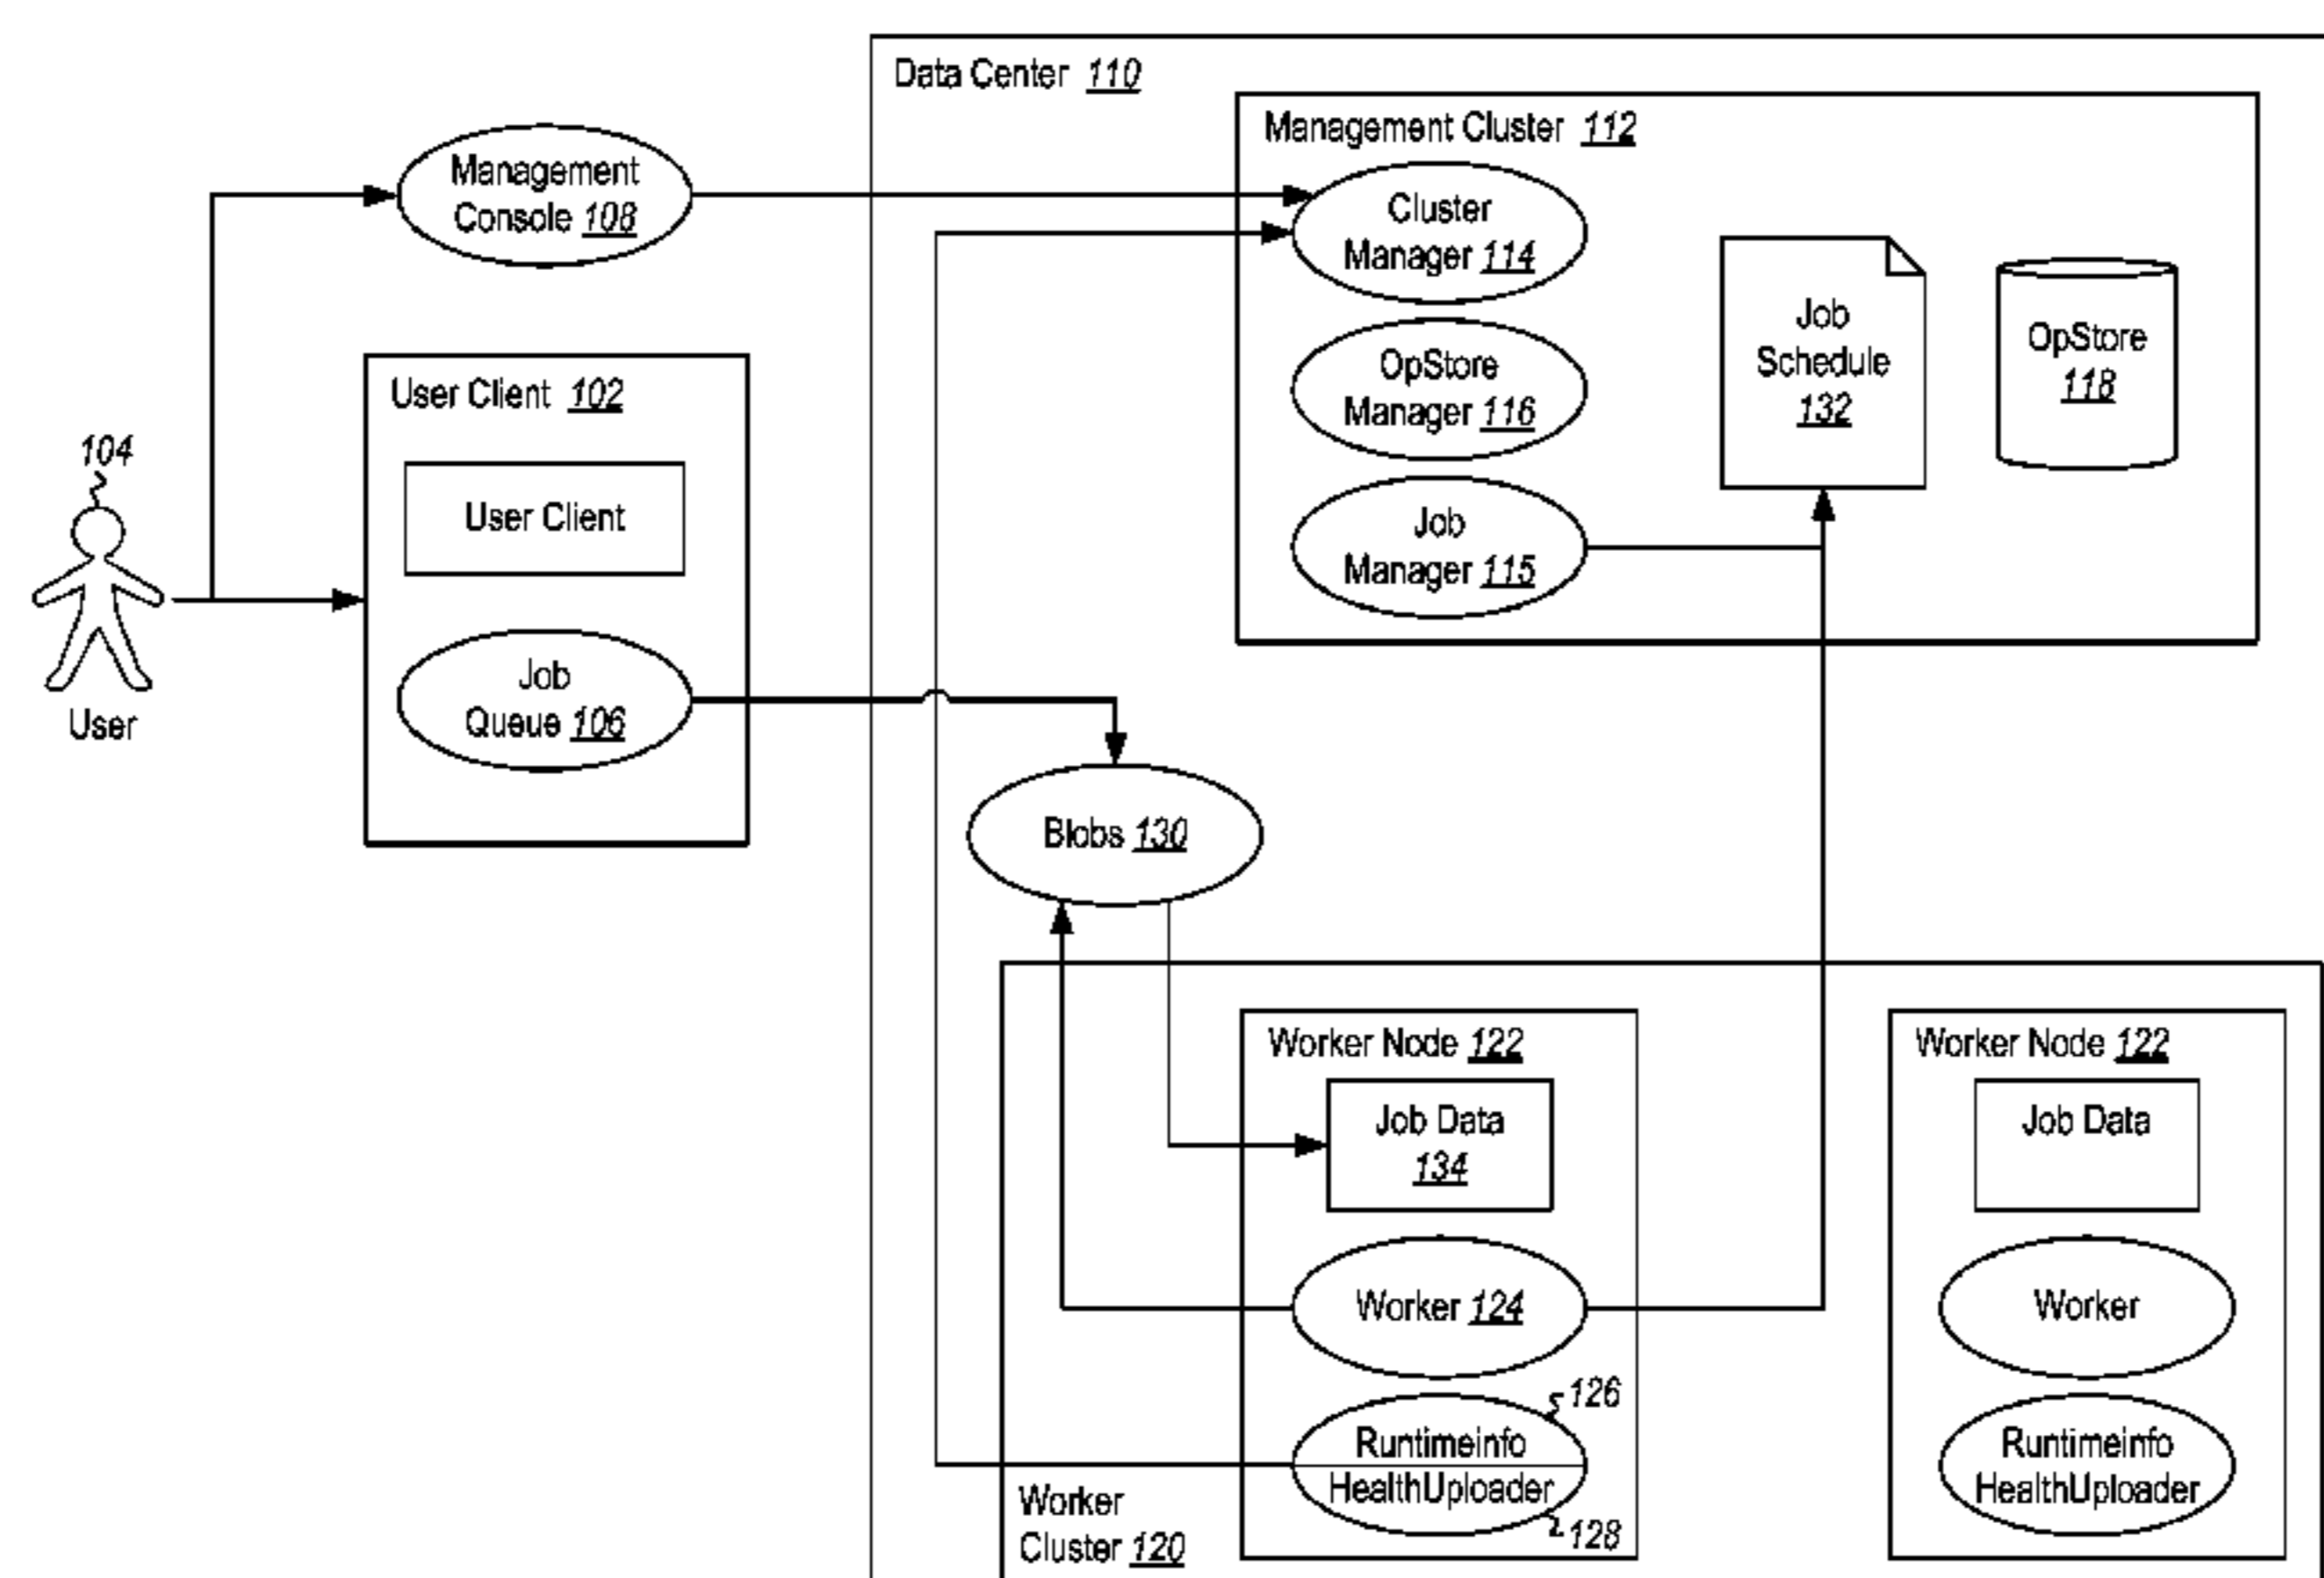 Data Center 110
Management Cluster 112
Management
Console 108
Cluster
Manager 114
OpStore
Manager 116
Job
Manager 115
Job
Schedule
132
OpStore
118
User Client 102
User Client
Job
Queue 106
104
User
Blobs 130
Worker Node 122
Job Data
134
Worker 124
126
Runtimeinfo
HealthUploader
128
Worker Node 122
Job Data
Worker
Runtimeinfo
HealthUploader
Worker
Cluster 120